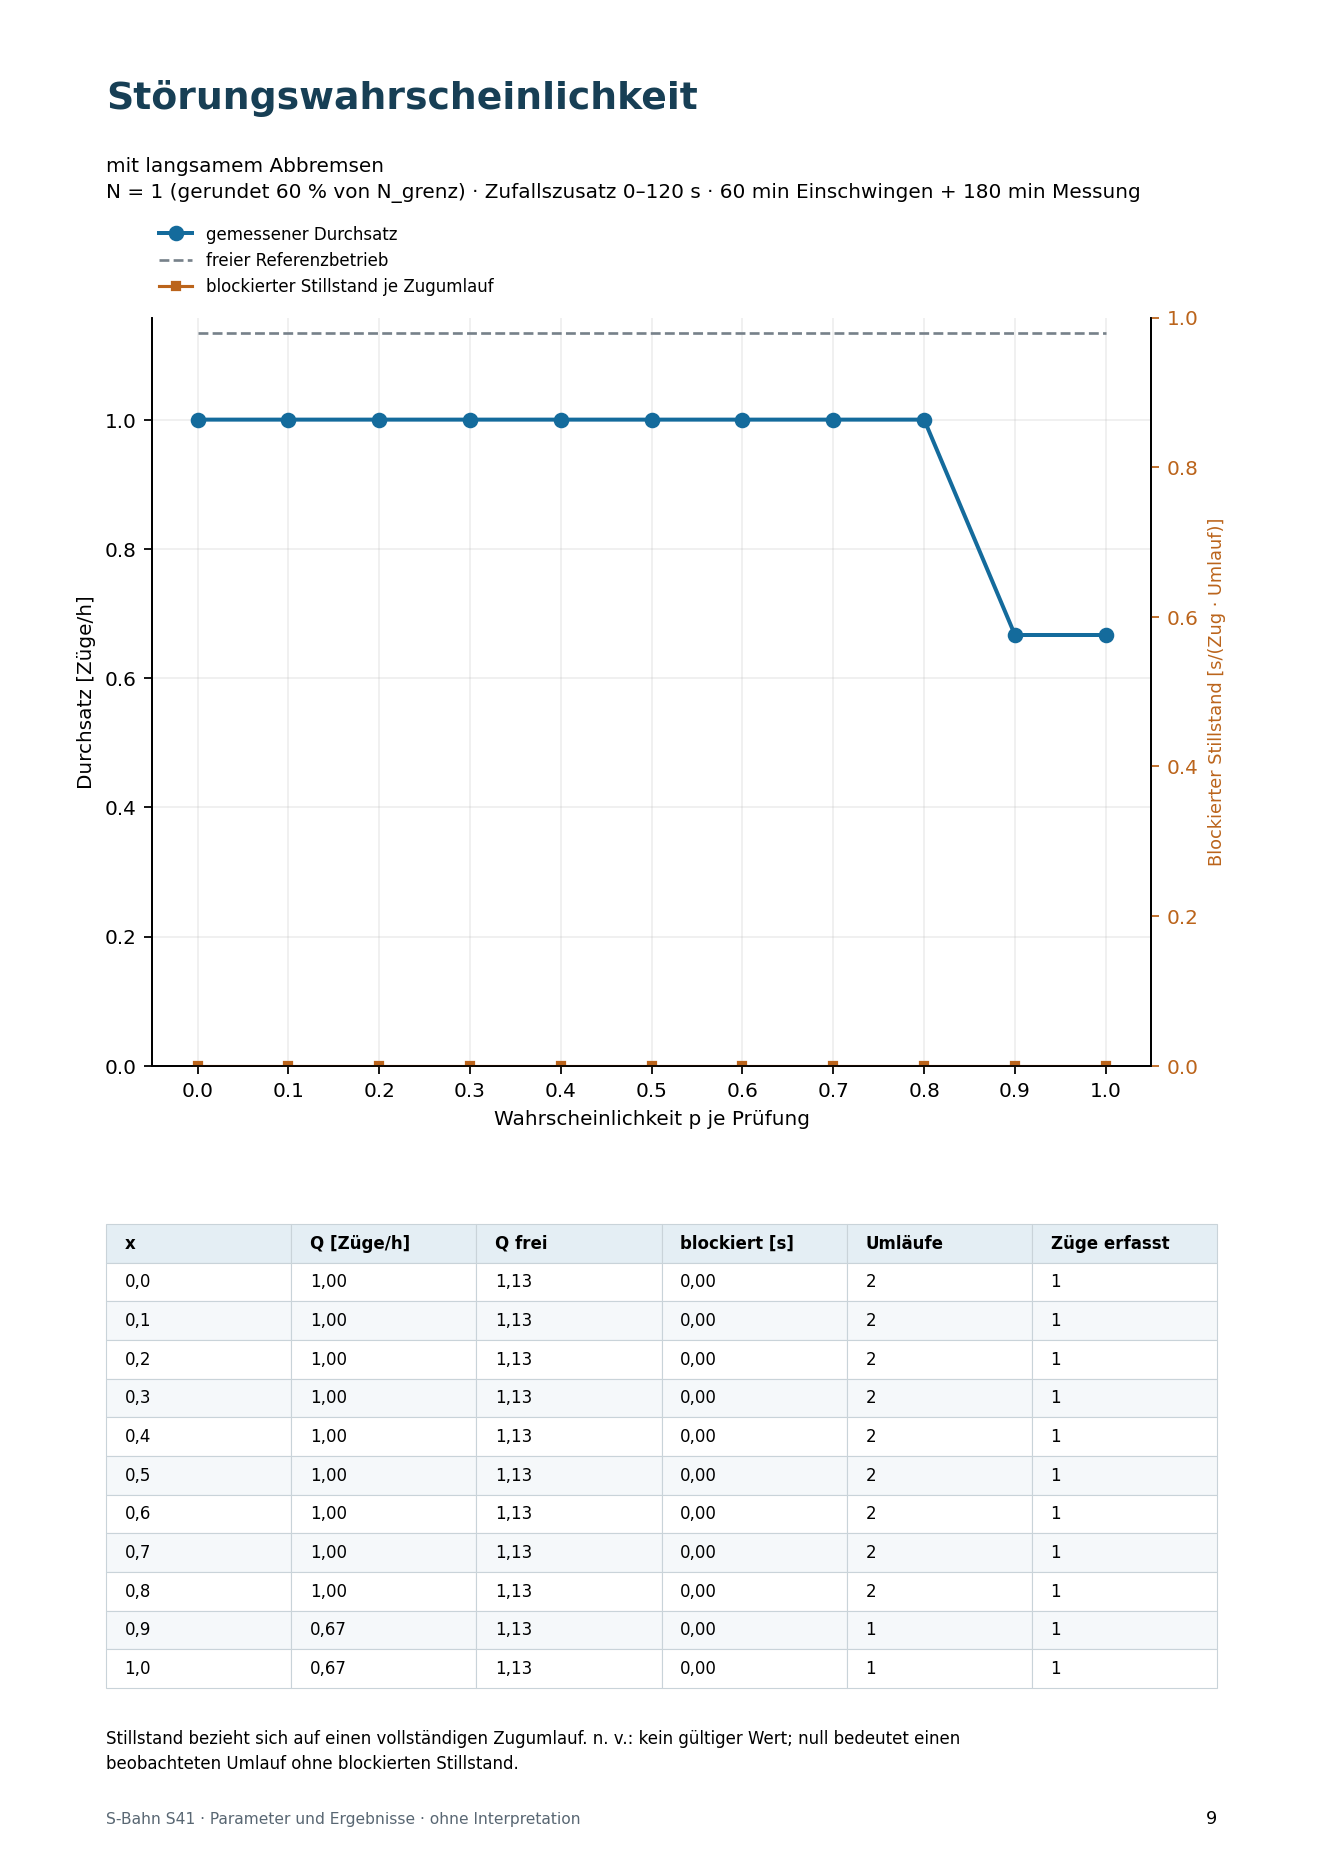 Störungswahrscheinlichkeit
mit langsamem Abbremsen
N = 1 (gerundet 60 % von N_grenz) · Zufallszusatz 0–120 s · 60 min Einschwingen + 180 min Messung
gemessener Durchsatz
freier Referenzbetrieb
blockierter Stillstand je Zugumlauf
1.0
0.8
0.6
0.4
0.2
0.0
Durchsatz [Züge/h]
1.0
0.8
0.6
0.4
0.2
0.0
Blockierter Stillstand [s/(Zug · Umlauf)]
0.0 0.1 0.2 0.3 0.4 0.5 0.6 0.7 0.8 0.9 1.0
Wahrscheinlichkeit p je Prüfung
x Q [Züge/h] Q frei blockiert [s] Umläufe Züge erfasst
0,0 1,00 1,13 0,00 2 1
0,1 1,00 1,13 0,00 2 1
0,2 1,00 1,13 0,00 2 1
0,3 1,00 1,13 0,00 2 1
0,4 1,00 1,13 0,00 2 1
0,5 1,00 1,13 0,00 2 1
0,6 1,00 1,13 0,00 2 1
0,7 1,00 1,13 0,00 2 1
0,8 1,00 1,13 0,00 2 1
0,9 0,67 1,13 0,00 1 1
1,0 0,67 1,13 0,00 1 1
Stillstand bezieht sich auf einen vollständigen Zugumlauf. n. v.: kein gültiger Wert; null bedeutet einen
beobachteten Umlauf ohne blockierten Stillstand.
S-Bahn S41 · Parameter und Ergebnisse · ohne Interpretation 9